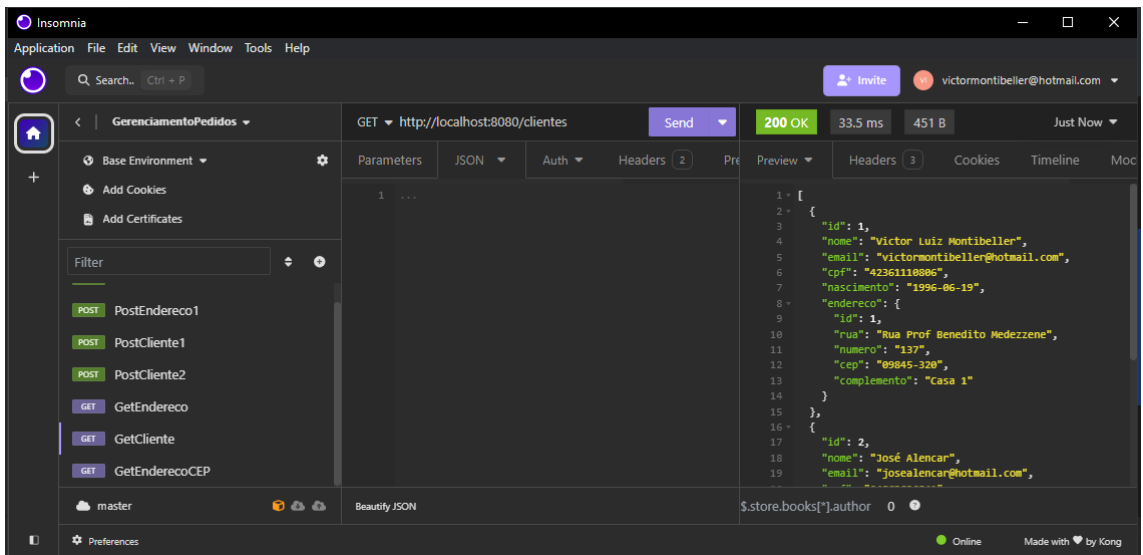 Insomnia
Application File Edit View Window Tools Help
Search.. Ctrl + P
Invite
victormontibeller@hotmail.com
GerenciamentoPedidos
Base Environment
Add Cookies
Add Certificates
Filter
POST PostEndereco1
POST PostCliente1
POST PostCliente2
GET GetEndereco
GET GetCliente
GET GetEnderecoCEP
master
Preferences
GET http://localhost:8080/clientes Send
Parameters JSON Auth Headers 2 Pre
1 ...
Beautify JSON
200 OK 33.5 ms 451 B Just Now
Preview Headers 3 Cookies Timeline Moc
1 [
2 {
3 "id": 1,
4 "nome": "Victor Luiz Montibeller",
5 "email": "victormontibeller@hotmail.com",
6 "cpf": "42361110806",
7 "nascimento": "1996-06-19",
8 "endereco": {
9 "id": 1,
10 "rua": "Rua Prof Benedito Medezzene",
11 "numero": "137",
12 "cep": "09845-320",
13 "complemento": "Casa 1"
14 }
15 },
16 {
17 "id": 2,
18 "nome": "José Alencar",
19 "email": "josealencar@hotmail.com",
$.store.books[*].author 0
Online Made with ♥ by Kong